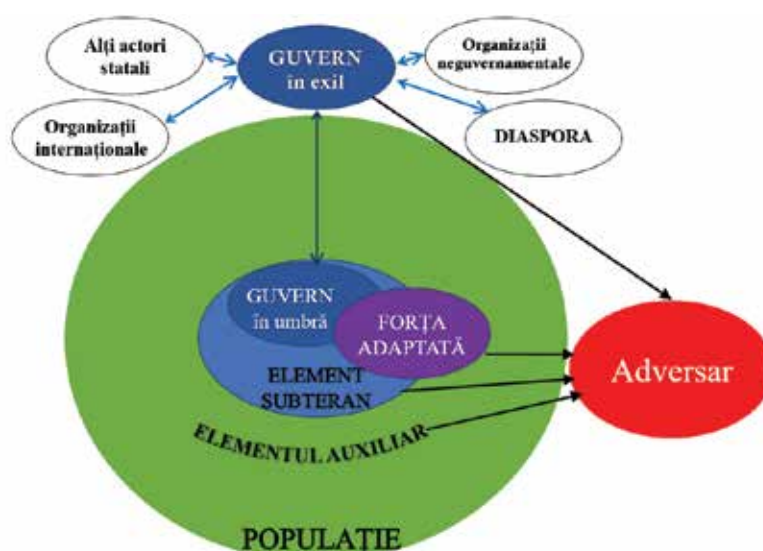 Alți actori
statali
GUVERN
în exil
Organizații
neguvernamentale
Organizații
internaționale
DIASPORA
GUVERN
în umbră
FORȚA
ADAPTATĂ
Adversar
ELEMENT
SUBTERAN
ELEMENTUL AUXILIAR
POPULAȚIE